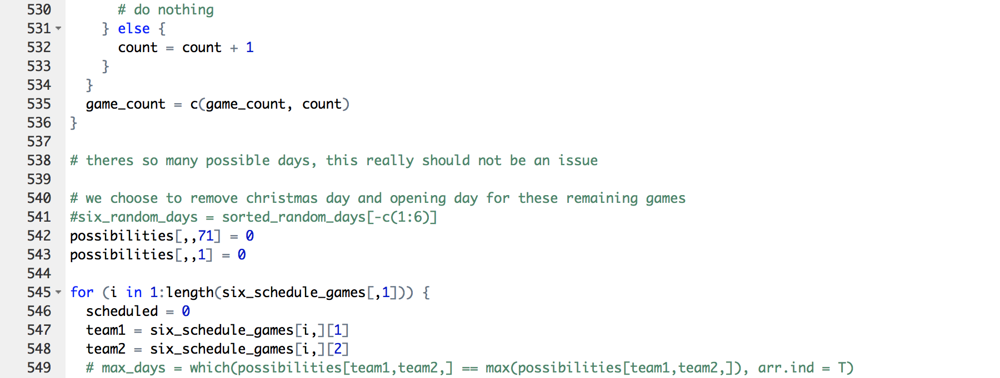 530 # do nothing
531 } else {
532 count = count + 1
533 }
534 }
535 game_count = c(game_count, count)
536 }
537
538 # theres so many possible days, this really should not be an issue
539
540 # we choose to remove christmas day and opening day for these remaining games
541 #six_random_days = sorted_random_days[-c(1:6)]
542 possibilities[,,71] = 0
543 possibilities[,,1] = 0
544
545 for (i in 1:length(six_schedule_games[,1])) {
546 scheduled = 0
547 team1 = six_schedule_games[i,][1]
548 team2 = six_schedule_games[i,][2]
549 # max_days = which(possibilities[team1,team2,] == max(possibilities[team1,team2,]), arr.ind = T)